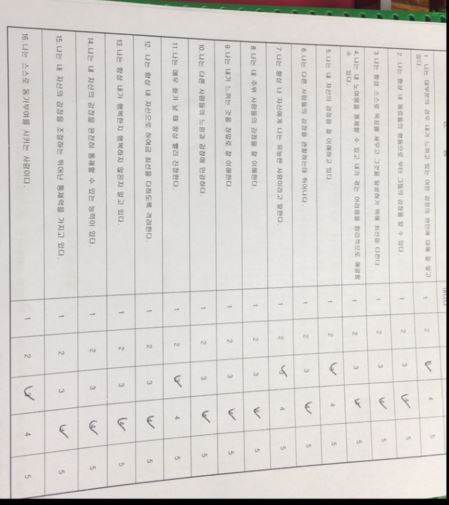 1. 나는 대부분의 경우 내가 느끼고 있는 어떤 감정의 원인에 대해 잘 알고 있다. 1 2 4 5
2. 나는 항상 내 동료들의 행동으로 부터 그들의 감정을 알 수 있다 1 2 3 5
3. 나는 항상 스스로 목표를 세우고 그것을 달성하기 위해 최선을 다한다 1 2 3 5
4. 나는 내 노여움을 통제할 수 있고 내가 겪는 어려움을 합리적으로 해결할 수 있다 1 2 3 5
5. 나는 내 자신의 감정을 잘 이해하고 있다 1 2 4 5
6. 나는 다른 사람들의 감정을 관찰하는데 뛰어나다 1 2 3 5
7. 나는 항상 나 자신에게 나는 유능한 사람이라고 말한다. 1 2 4 5
8. 나는 내 주위 사람들의 감정을 잘 이해한다 1 2 3 5
9. 나는 내가 느끼는 것을 정말로 잘 이해한다 1 2 3 5
10. 나는 다른 사람들의 느낌과 감정에 민감하다 1 2 3 5
11. 나는 매우 화가 날 때 항상 빨리 진정한다. 1 2 4 5
12. 나는 항상 내 자신으로 하여금 최선을 다하도록 격려한다. 1 2 3 5
13. 나는 항상 내가 행복한지 행복하지 않은지 알고 있다. 1 2 3 5
14. 나는 내 자신의 감정을 완전히 통제할 수 있는 능력이 있다 1 2 3 5
15. 나는 내 자신의 감정을 조절하는 뛰어난 통제력을 가지고 있다. 1 2 3 5
16. 나는 스스로 동기부여를 시키는 사람이다. 1 2 4 5